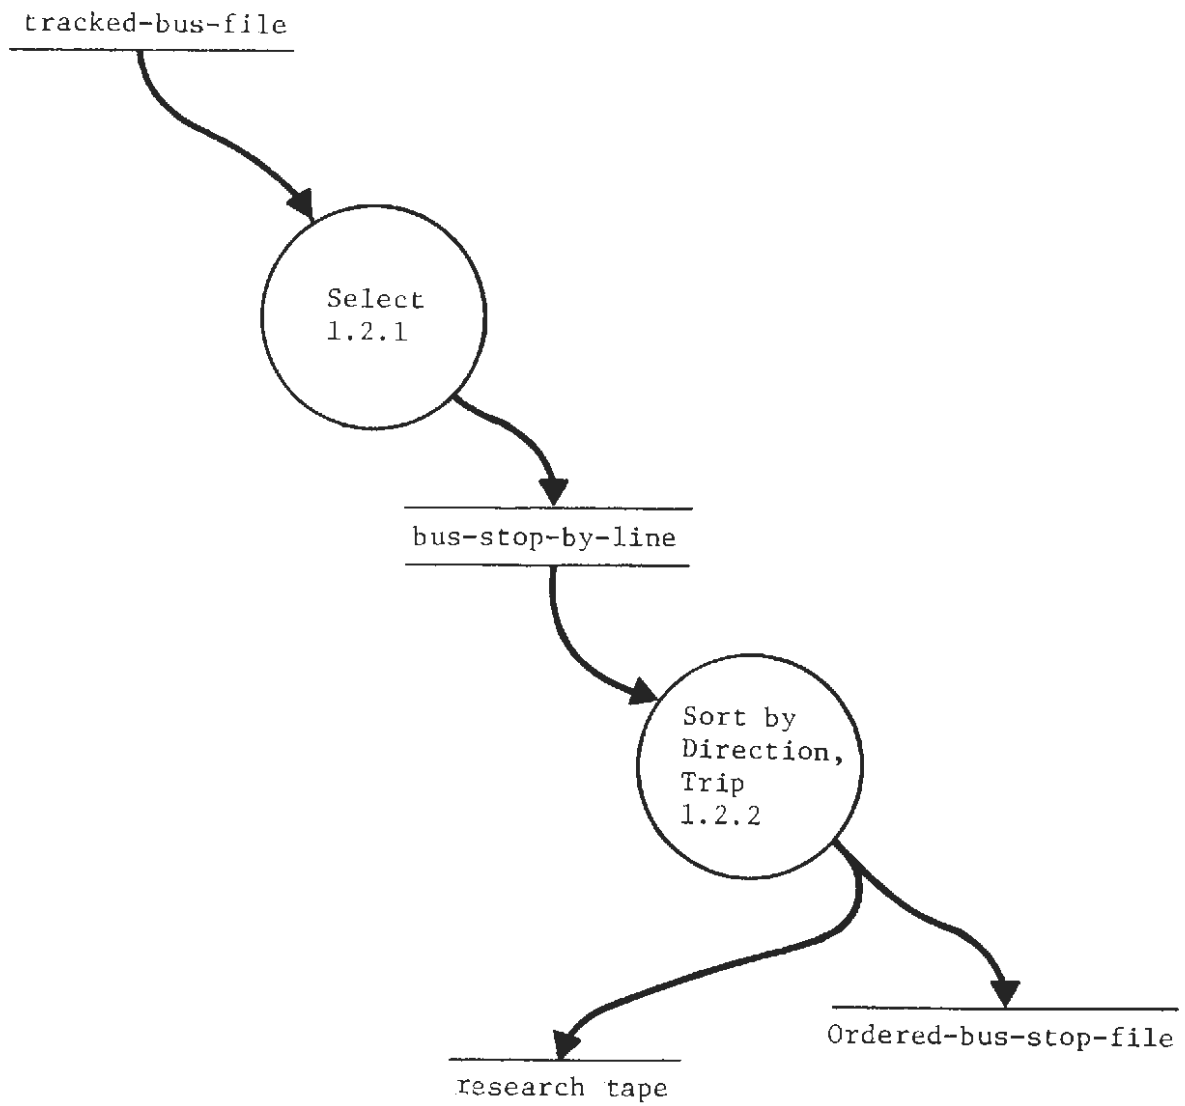 tracked-bus-file
Select
1.2.1
bus-stop-by-line
Sort by
Direction,
Trip
1.2.2
Ordered-bus-stop-file
research tape